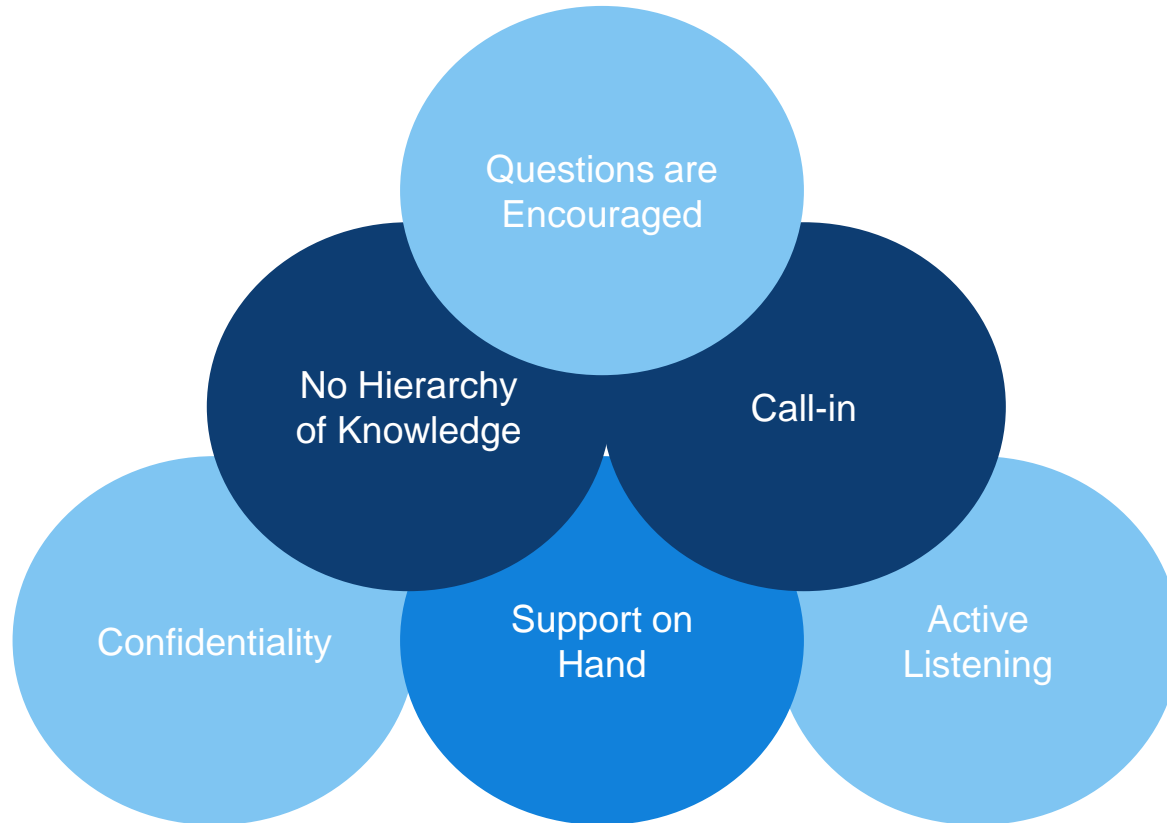 Questions are
Encouraged
No Hierarchy
of Knowledge
Call-in
Confidentiality
Support on
Hand
Active
Listening